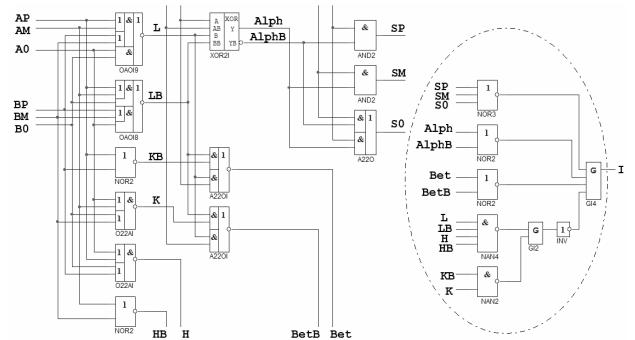 AP
AM
A0
BP
BM
B0
1
1
&
&
1
L
OAOI9
1
&
1
&
1
LB
OAOI8
1
KB
NOR2
&
1
1
K
O22AI
&
1
1
O22AI
1
NOR2
HB H
A XOR
AB Y
B
BB YB
XOR2I
Alph
AlphB
& 1
&
A22OI
& 1
&
A22OI
BetB Bet
&
SP
AND2
&
SM
AND2
& 1
&
S0
A22O
SP
SM
S0
1
NOR3
Alph
AlphB
1
NOR2
Bet
BetB
1
NOR2
L
LB
H
HB
&
NAN4
KB
K
&
NAN2
G
GI2
1
INV
G
GI4
I